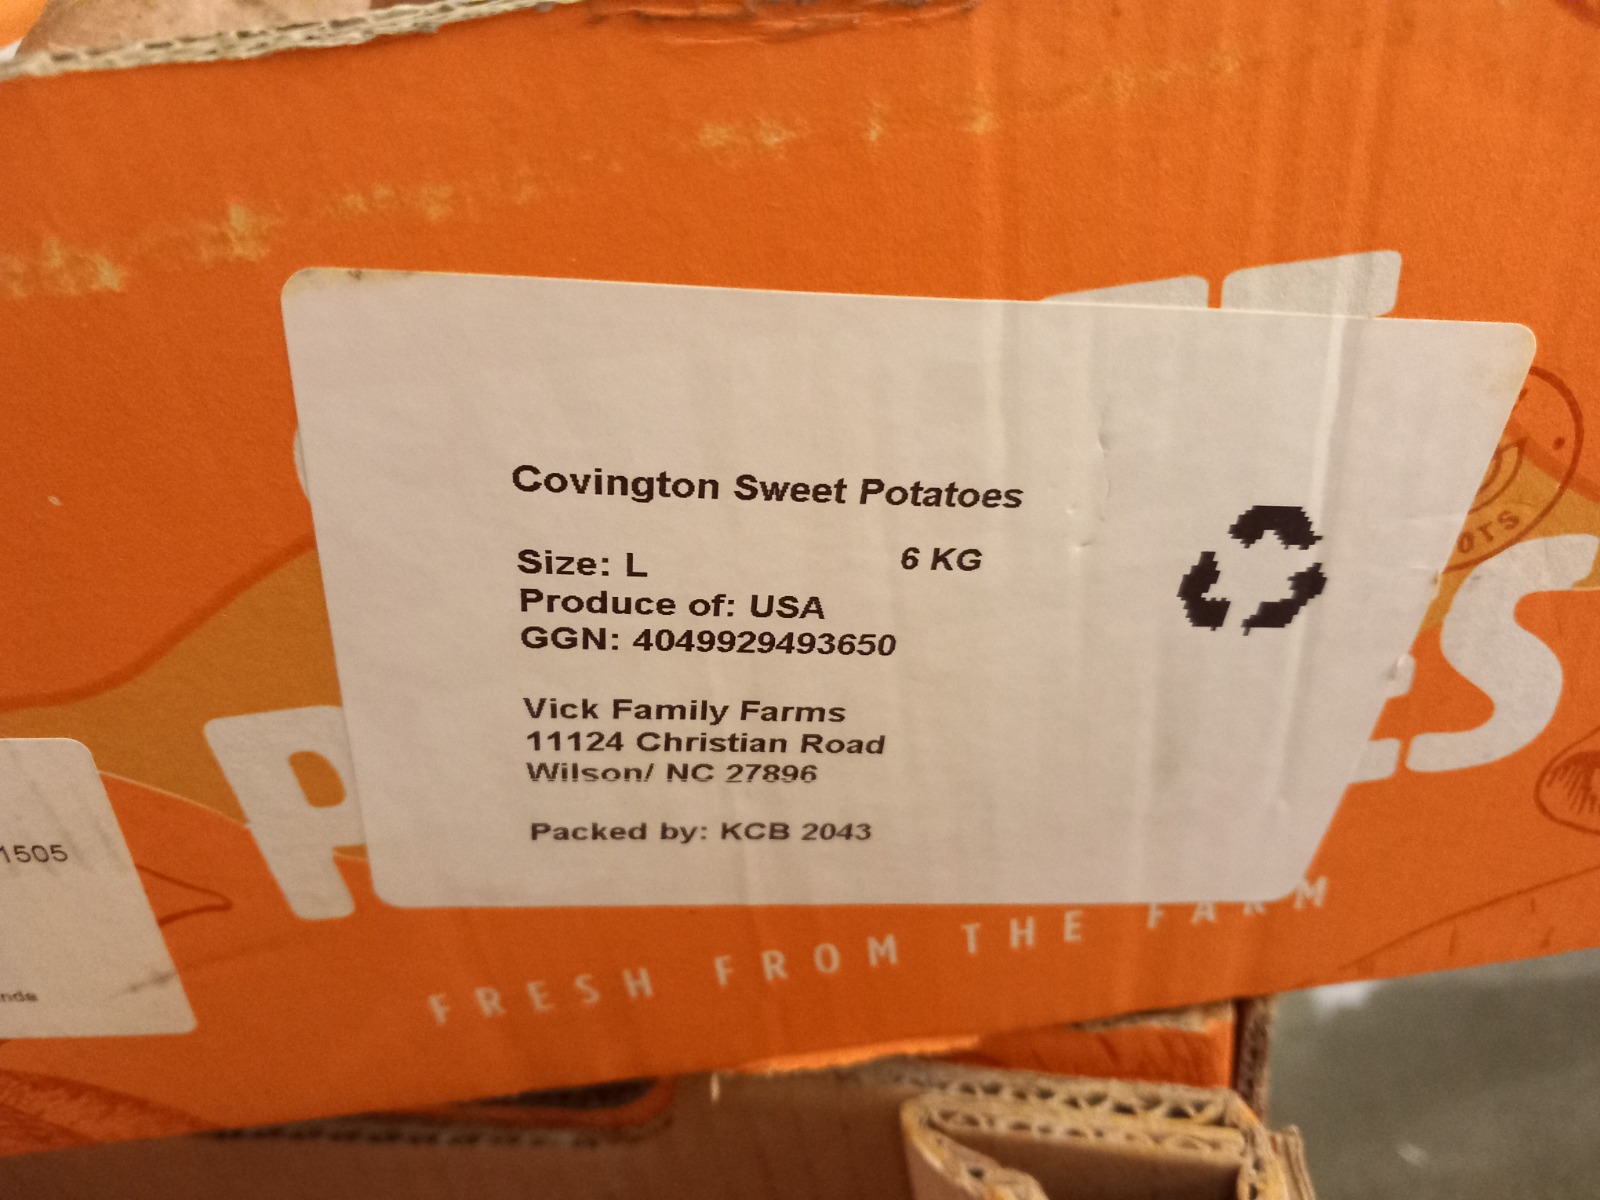 Covington Sweet Potatoes
Size: L 6 KG
Produce of: USA
GGN: 4049929493650
Vick Family Farms
11124 Christian Road
Wilson/ NC 27896
Packed by: KCB 2043
1505
FRESH FROM THE FARM